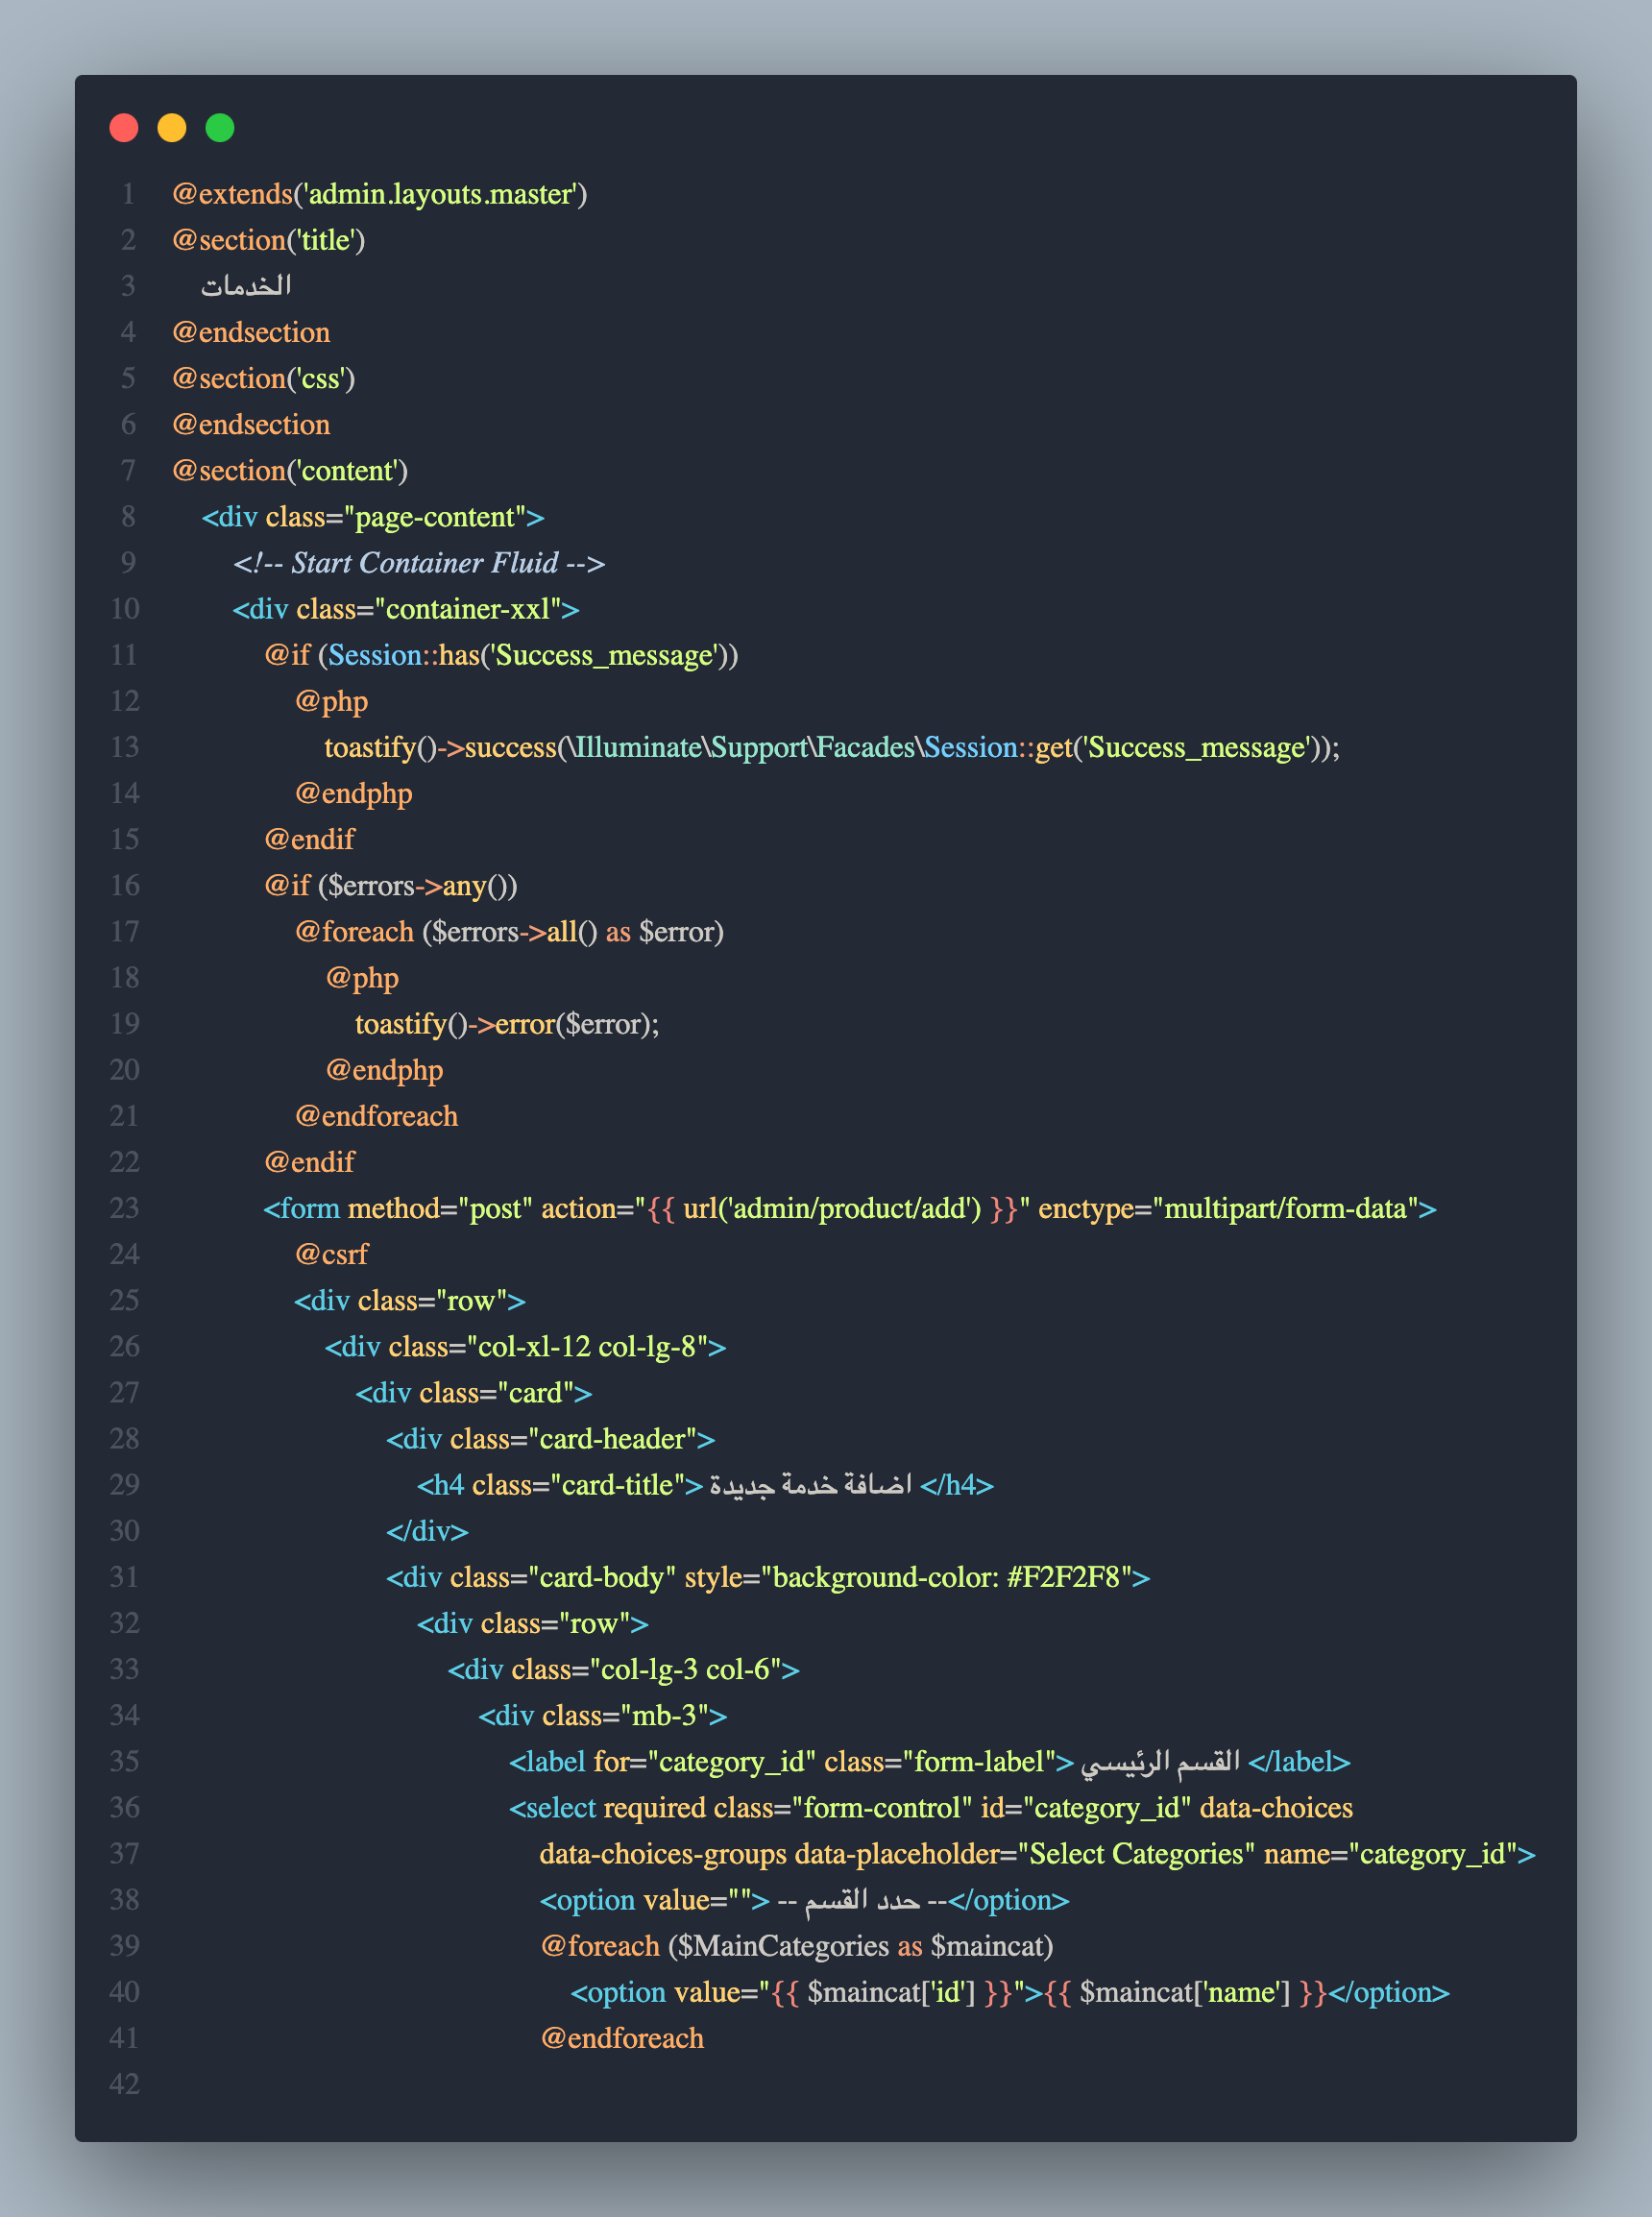 1 @extends('admin.layouts.master')
2 @section('title')
3 الخدمات
4 @endsection
5 @section('css')
6 @endsection
7 @section('content')
8 <div class="page-content">
9 <!-- Start Container Fluid -->
10 <div class="container-xxl">
11 @if (Session::has('Success_message'))
12 @php
13 toastify()->success(\Illuminate\Support\Facades\Session::get('Success_message'));
14 @endphp
15 @endif
16 @if ($errors->any())
17 @foreach ($errors->all() as $error)
18 @php
19 toastify()->error($error);
20 @endphp
21 @endforeach
22 @endif
23 <form method="post" action="{{ url('admin/product/add') }}" enctype="multipart/form-data">
24 @csrf
25 <div class="row">
26 <div class="col-xl-12 col-lg-8">
27 <div class="card">
28 <div class="card-header">
29 <h4 class="card-title"> اضافة خدمة جديدة </h4>
30 </div>
31 <div class="card-body" style="background-color: #F2F2F8">
32 <div class="row">
33 <div class="col-lg-3 col-6">
34 <div class="mb-3">
35 <label for="category_id" class="form-label"> القسم الرئيسي </label>
36 <select required class="form-control" id="category_id" data-choices
37 data-choices-groups data-placeholder="Select Categories" name="category_id">
38 <option value=""> -- حدد القسم --</option>
39 @foreach ($MainCategories as $maincat)
40 <option value="{{ $maincat['id'] }}">{{ $maincat['name'] }}</option>
41 @endforeach
42